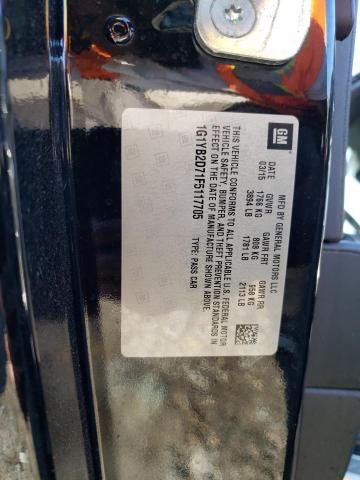 GM
MFD BY GENERAL MOTORS LLC
DATE GVWR GAWR FRT GAWR RR
03/15 1766 KG 808 KG 958 KG
3894 LB 1781 LB 2113 LB
THIS VEHICLE CONFORMS TO ALL APPLICABLE U.S. FEDERAL MOTOR
VEHICLE SAFETY, BUMPER, AND THEFT PREVENTION STANDARDS IN
EFFECT ON THE DATE OF MANUFACTURE SHOWN ABOVE.
1G1YB2D71F5117705 TYPE: PASS CAR